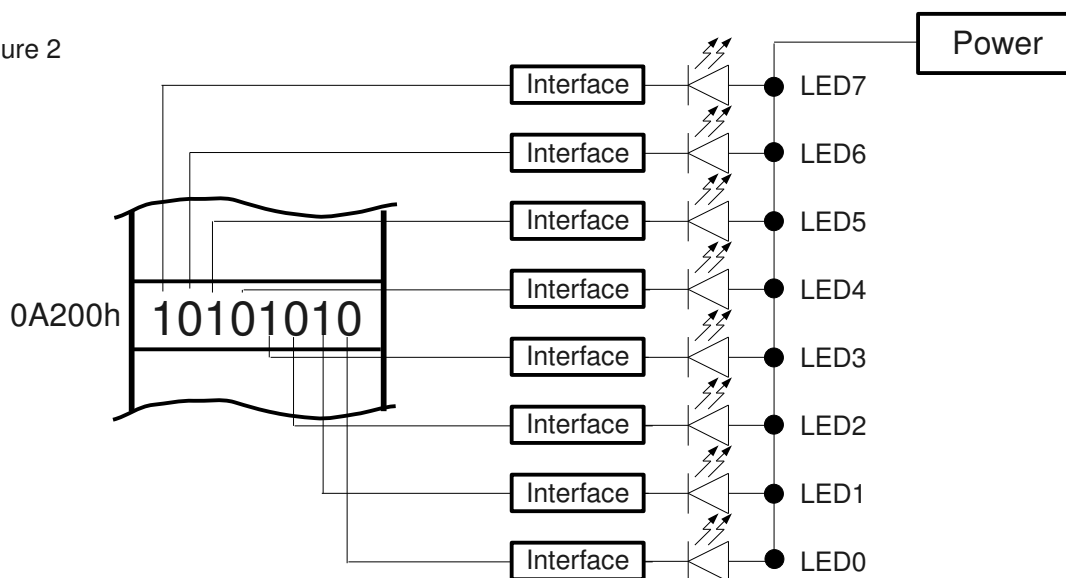 ure 2
Power
Interface LED7
Interface LED6
Interface LED5
Interface LED4
0A200h 10101010
Interface LED3
Interface LED2
Interface LED1
Interface LED0